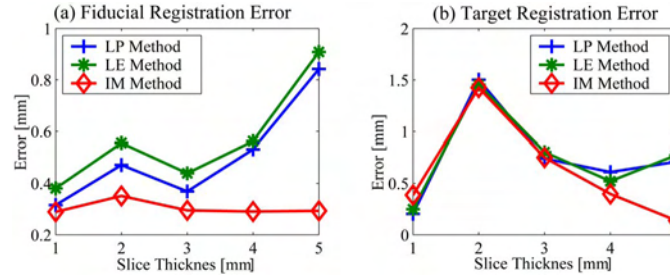 (a) Fiducial Registration Error
(b) Target Registration Error
1
0.8
0.6
0.4
0.2
Error [mm]
LP Method
LE Method
IM Method
1 2 3 4 5
Slice Thicknes [mm]
2
1.5
1
0.5
0
Error [mm]
LP Method
LE Method
IM Method
1 2 3 4
Slice Thicknes [mm]